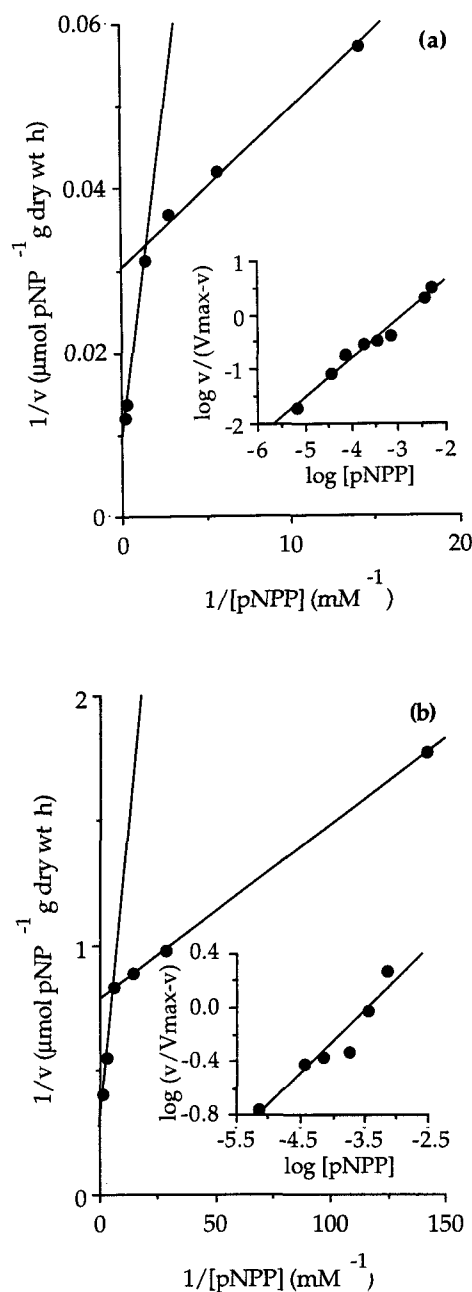 (a)
0.06
0.04
0.02
0
1/v (μmol pNP⁻¹ g dry wt h)
0 10 20
1/[pNPP] (mM⁻¹)
1
0
-1
-2
log v/(Vmax-v)
-6 -5 -4 -3 -2
log [pNPP]
(b)
2
1
0
1/v (μmol pNP⁻¹ g dry wt h)
0 50 100 150
1/[pNPP] (mM⁻¹)
0.4
0.0
-0.4
-0.8
log (v/Vmax-v)
-5.5 -4.5 -3.5 -2.5
log [pNPP]